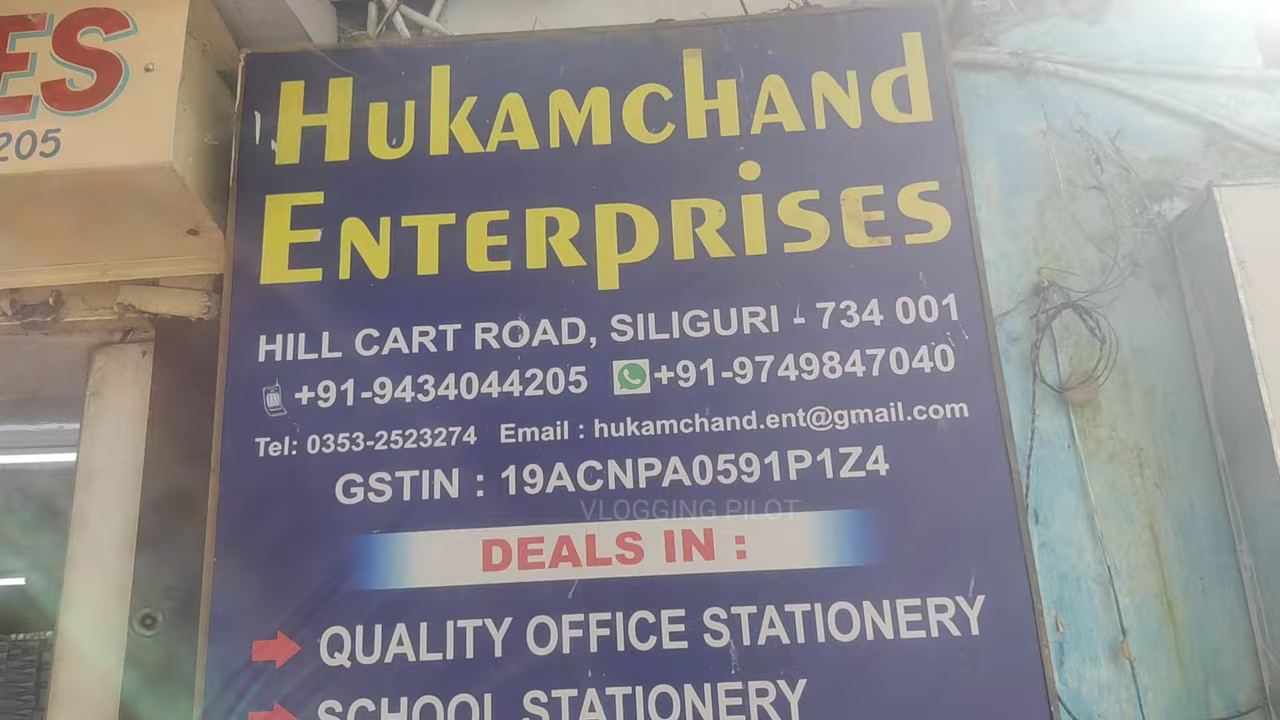 ES
205
HUKAMCHAND
ENTERPRISES
HILL CART ROAD, SILIGURI - 734 001
+91-9434044205 +91-9749847040
Tel: 0353-2523274 Email : hukamchand.ent@gmail.com
GSTIN : 19ACNPA0591P1Z4
VLOGGING PILOT
DEALS IN :
QUALITY OFFICE STATIONERY
SCHOOL STATIONERY